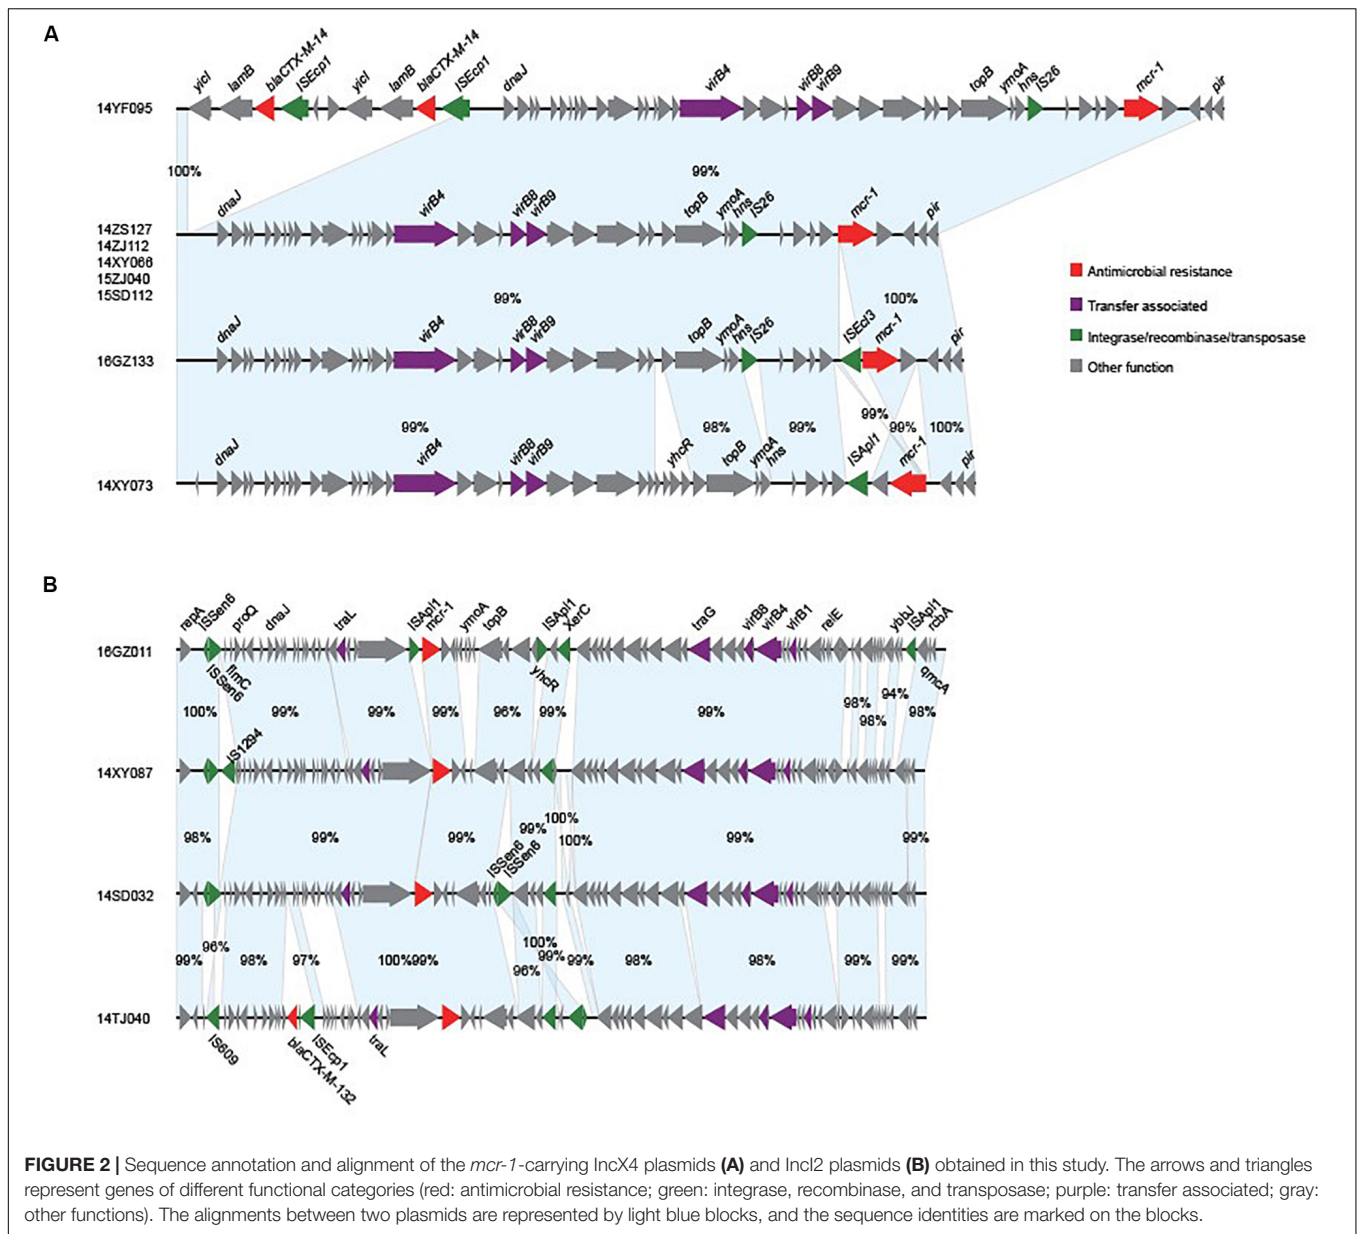 A
yicI lamB blaCTX-M-14 ISEcp1 yicI lamB blaCTX-M-14 ISEcp1 dnaJ virB4 virB8 virB9 topB ymoA hns IS26 mcr-1 pir
14YF095
100% 99%
dnaJ virB4 virB8 virB9 topB ymoA hns IS26 mcr-1 pir
14ZS127
14ZJ112
14XY066
15ZJ040
15SD112
99% 100%
Antimicrobial resistance
Transfer associated
Integrase/recombinase/transposase
Other function
dnaJ virB4 virB8 virB9 topB ymoA hns IS26 ISEcl3 mcr-1 pir
16GZ133
99% 98% 99% 99% 99% 100%
dnaJ virB4 virB8 virB9 yhcR topB ymoA hns ISApl1 mcr-1 pir
14XY073
B
repA ISSen6 proQ dnaJ traL ISApl1 mcr-1 ymoA topB ISApl1 XerC traG virB8 virB4 virB1 relE ybbJ ISApl1 rcbA
16GZ011
ISSen6 flmC yhcR qmcA
100% 99% 99% 99% 96% 99% 99% 98% 98% 94% 98%
IS1294
14XY087
98% 99% 99% 99% 100% 100% 99% 99%
ISSen6 ISSen6
14SD032
99% 96% 98% 97% 100% 99% 96% 100% 99% 99% 98% 98% 99% 99%
14TJ040
IS609 blaCTX-M-132 ISEcp1 traL
FIGURE 2 | Sequence annotation and alignment of the mcr-1-carrying IncX4 plasmids (A) and IncI2 plasmids (B) obtained in this study. The arrows and triangles
represent genes of different functional categories (red: antimicrobial resistance; green: integrase, recombinase, and transposase; purple: transfer associated; gray:
other functions). The alignments between two plasmids are represented by light blue blocks, and the sequence identities are marked on the blocks.